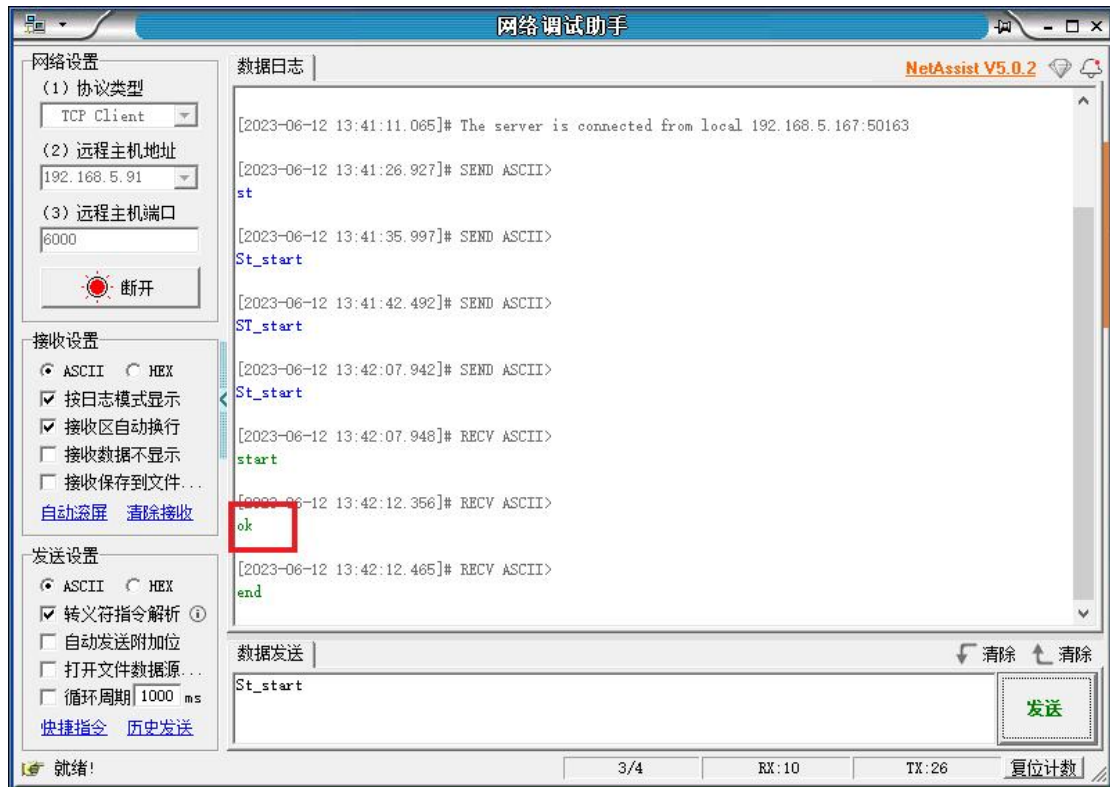 网络调试助手
网络设置
(1) 协议类型
TCP Client
(2) 远程主机地址
192.168.5.91
(3) 远程主机端口
6000
断开
接收设置
ASCII HEX
按日志模式显示
接收区自动换行
接收数据不显示
接收保存到文件...
自动滚屏 清除接收
发送设置
ASCII HEX
转义符指令解析
自动发送附加位
打开文件数据源...
循环周期 1000 ms
快捷指令 历史发送
数据日志
NetAssist V5.0.2
[2023-06-12 13:41:11.065]# The server is connected from local 192.168.5.167:50163
[2023-06-12 13:41:26.927]# SEND ASCII>
st
[2023-06-12 13:41:35.997]# SEND ASCII>
St_start
[2023-06-12 13:41:42.492]# SEND ASCII>
ST_start
[2023-06-12 13:42:07.942]# SEND ASCII>
St_start
[2023-06-12 13:42:07.948]# RECV ASCII>
start
[2023-06-12 13:42:12.356]# RECV ASCII>
ok
[2023-06-12 13:42:12.465]# RECV ASCII>
end
数据发送
清除 清除
St_start
发送
就绪!
3/4
RX:10
TX:26
复位计数